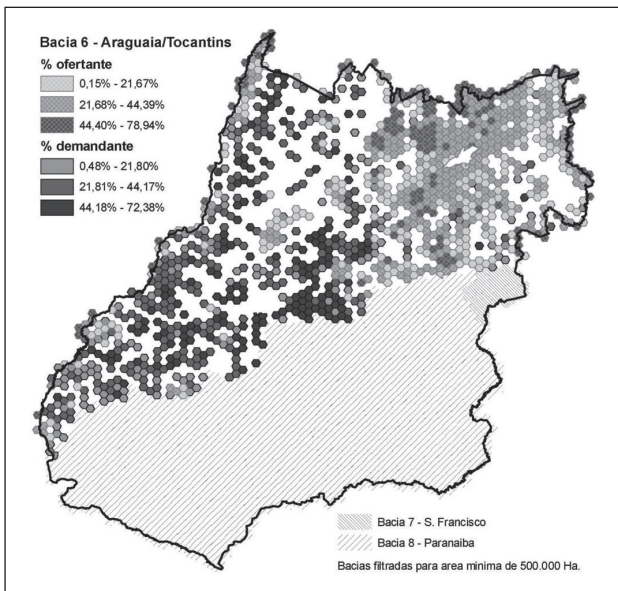 Bacia 6 - Araguaia/Tocantins
% ofertante
0,15% - 21,67%
21,68% - 44,39%
44,40% - 78,94%
% demandante
0,48% - 21,80%
21,81% - 44,17%
44,18% - 72,38%
Bacia 7 - S. Francisco
Bacia 8 - Paranaiba
Bacias filtradas para area minima de 500.000 Ha.